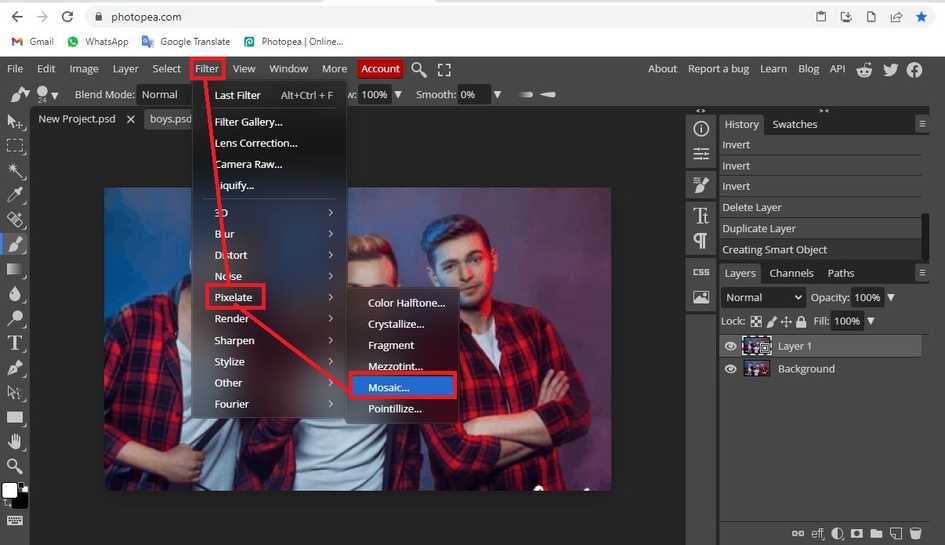 photopea.com
Gmail WhatsApp Google Translate Photopea | Online...
File Edit Image Layer Select Filter View Window More Account About Report a bug Learn Blog API
24 Blend Mode: Normal 100% Smooth: 0%
New Project.psd boys.psd
Last Filter Alt+Ctrl + F
Filter Gallery...
Lens Correction...
Camera Raw...
Liquify...
3D
Blur
Distort
Noise
Pixelate
Render
Sharpen
Stylize
Other
Fourier
Color Halftone...
Crystallize...
Fragment
Mezzotint...
Mosaic...
Pointillize...
CSS
History Swatches
Invert
Invert
Invert
Delete Layer
Duplicate Layer
Creating Smart Object
Layers Channels Paths
Normal Opacity: 100%
Lock: Fill: 100%
Layer 1
Background
eff